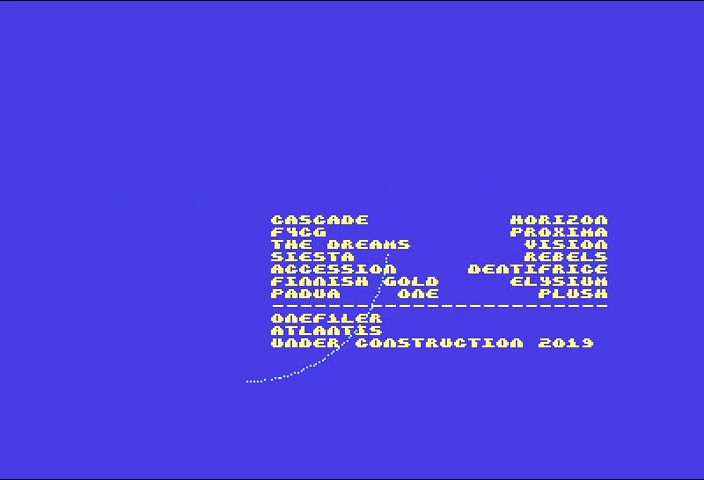 CASCADE HORIZON
F4CG PROXIMA
THE DREAMS VISION
SIESTA REBELS
ACCESSION DENTIFRICE
FINNISH GOLD ELYSIUM
PADUA ONE PLUSH
------------------------
ONEFILER
ATLANTIS
UNDER CONSTRUCTION 2019